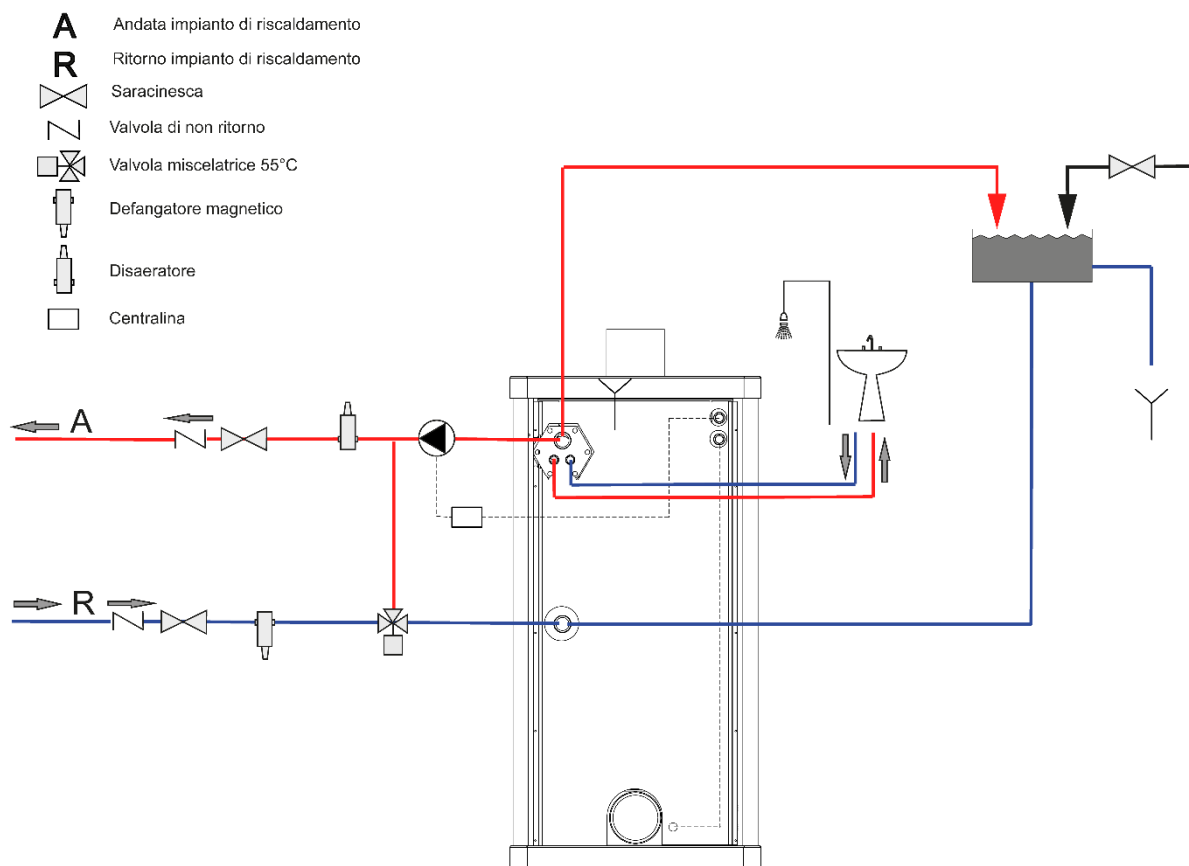 A Andata impianto di riscaldamento
R Ritorno impianto di riscaldamento
Saracinesca
Valvola di non ritorno
Valvola miscelatrice 55°C
Defangatore magnetico
Disaeratore
Centralina
A
R